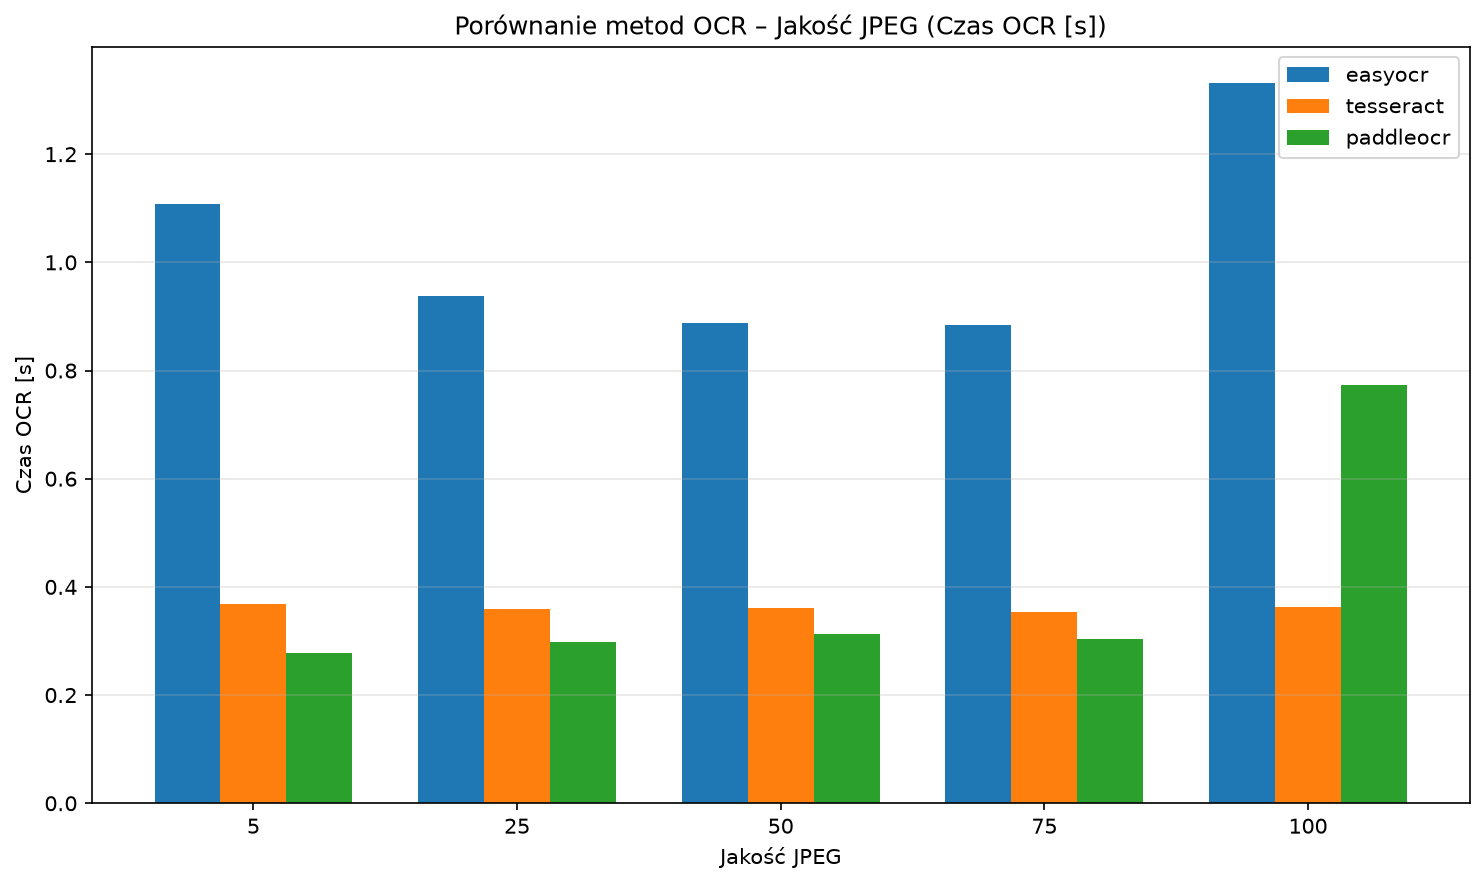 Porównanie metod OCR – Jakość JPEG (Czas OCR [s])
easyocr
tesseract
paddleocr
Czas OCR [s]
1.2
1.0
0.8
0.6
0.4
0.2
0.0
5 25 50 75 100
Jakość JPEG